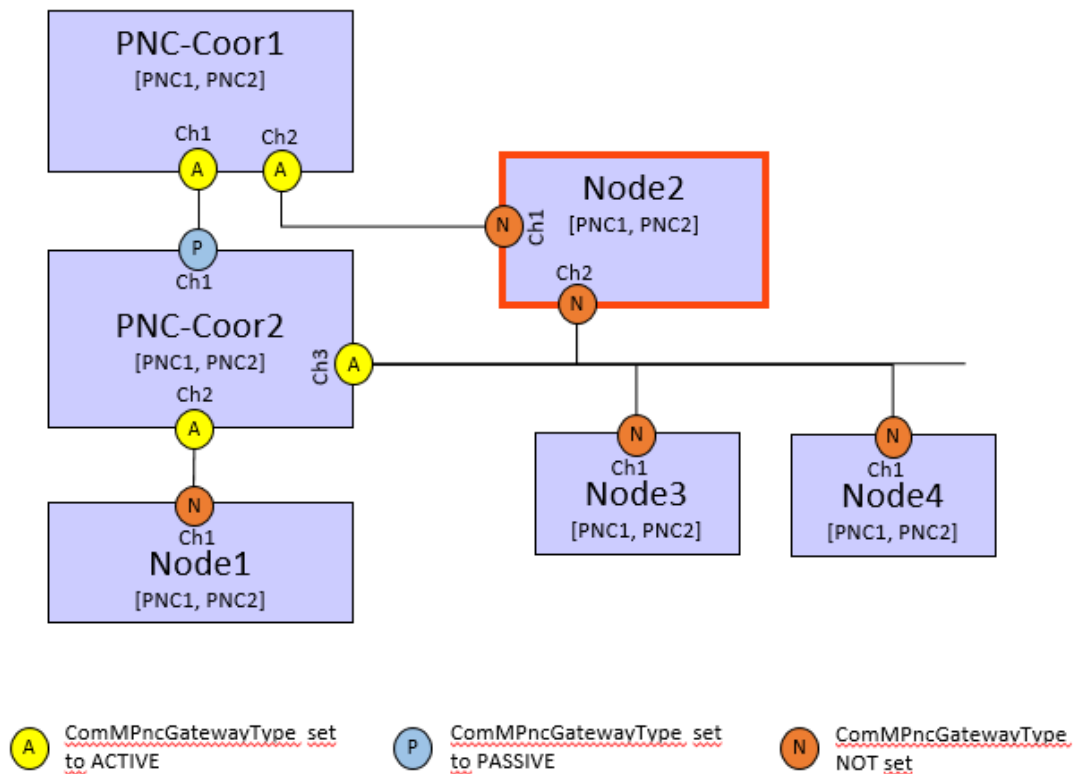 PNC-Coor1
[PNC1, PNC2]
Ch1
Ch2
A
A
Node2
[PNC1, PNC2]
N
Ch1
Ch2
N
P
Ch1
PNC-Coor2
[PNC1, PNC2]
Ch3
A
Ch2
A
N
Ch1
Node1
[PNC1, PNC2]
N
Ch1
Node3
[PNC1, PNC2]
N
Ch1
Node4
[PNC1, PNC2]
A
ComMPncGatewayType set
to ACTIVE
P
ComMPncGatewayType set
to PASSIVE
N
ComMPncGatewayType
NOT set